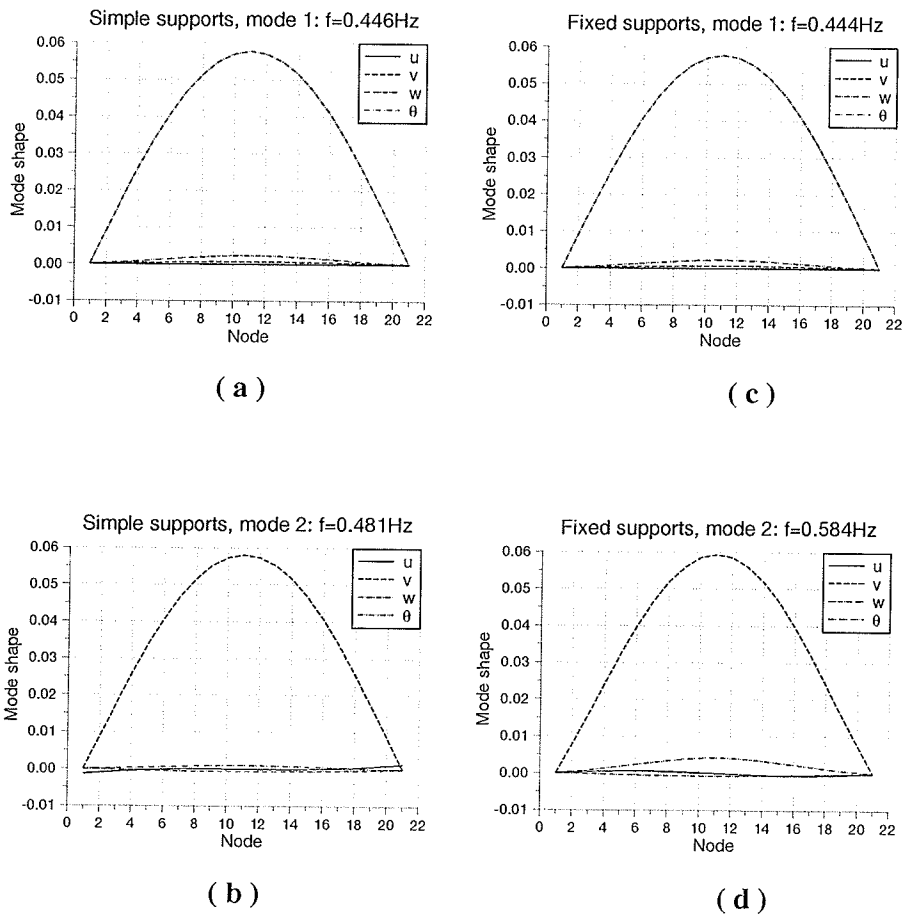 Simple supports, mode 1: f=0.446Hz
0.06
0.05
0.04
0.03
0.02
0.01
0.00
-0.01
Mode shape
u
v
w
θ
0 2 4 6 8 10 12 14 16 18 20 22
Node
( a )
Fixed supports, mode 1: f=0.444Hz
0.06
0.05
0.04
0.03
0.02
0.01
0.00
-0.01
Mode shape
u
v
w
θ
0 2 4 6 8 10 12 14 16 18 20 22
Node
( c )
Simple supports, mode 2: f=0.481Hz
0.06
0.05
0.04
0.03
0.02
0.01
0.00
-0.01
Mode shape
u
v
w
θ
0 2 4 6 8 10 12 14 16 18 20 22
Node
( b )
Fixed supports, mode 2: f=0.584Hz
0.06
0.05
0.04
0.03
0.02
0.01
0.00
-0.01
Mode shape
u
v
w
θ
0 2 4 6 8 10 12 14 16 18 20 22
Node
( d )